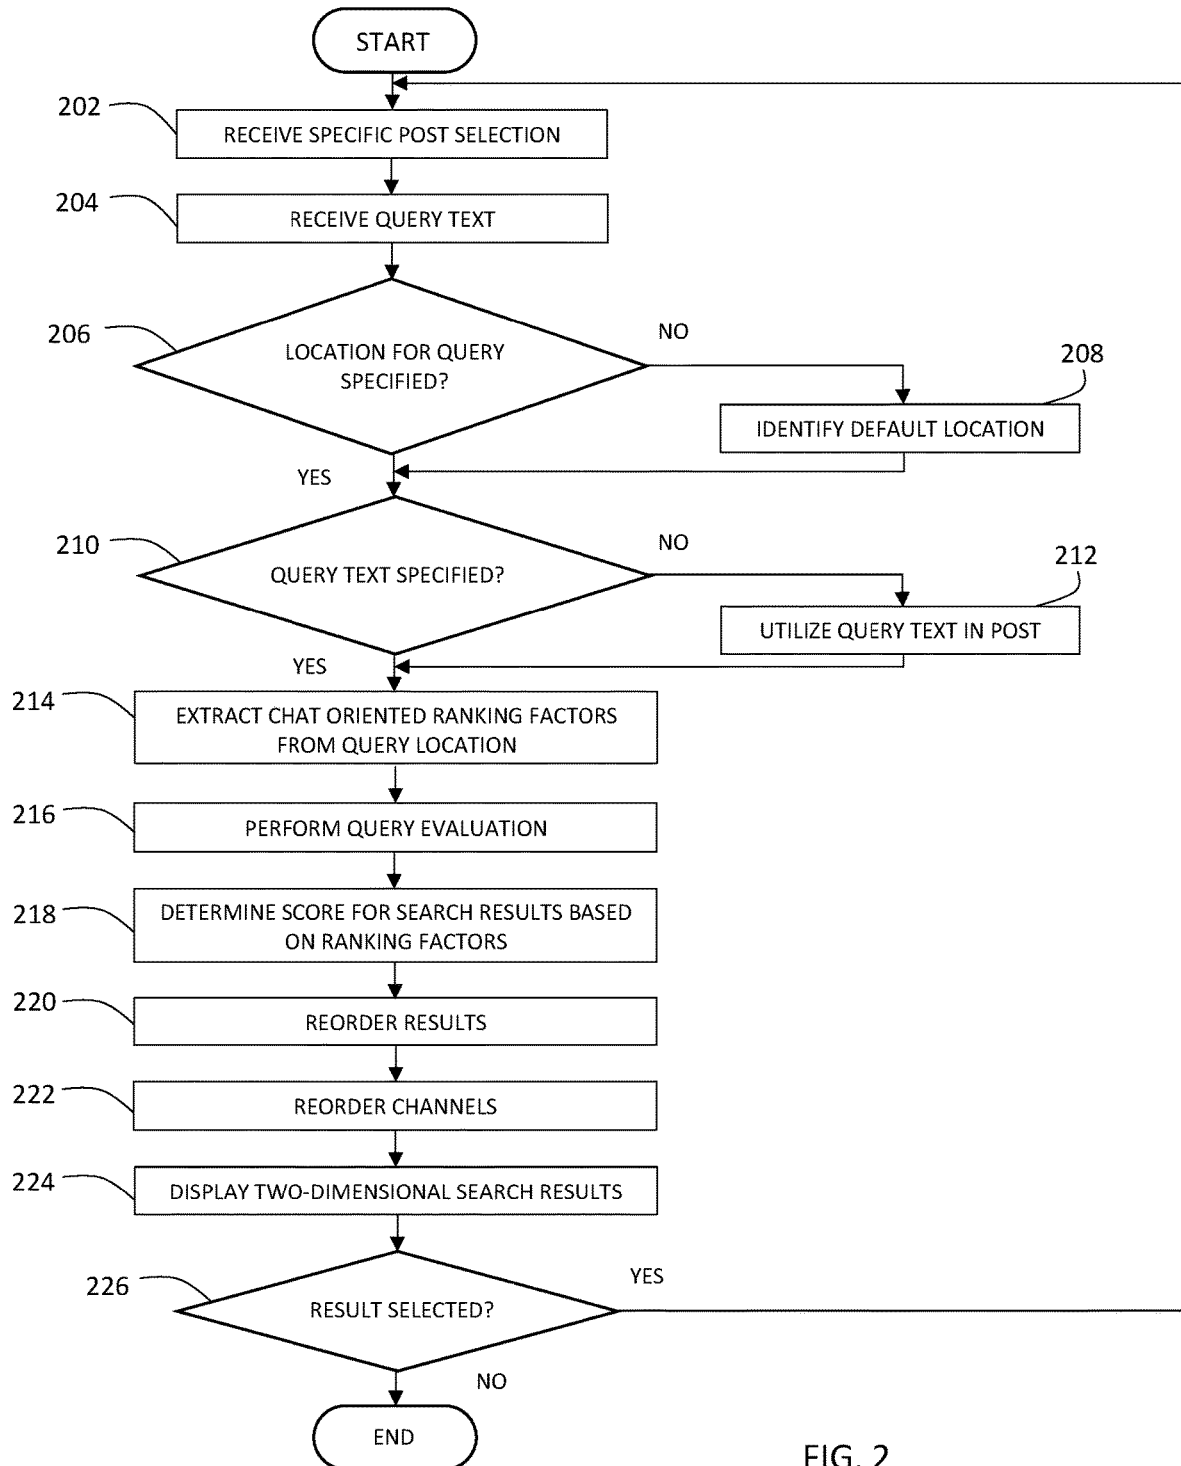 START
202
RECEIVE SPECIFIC POST SELECTION
204
RECEIVE QUERY TEXT
206
LOCATION FOR QUERY
SPECIFIED?
NO
208
IDENTIFY DEFAULT LOCATION
YES
210
QUERY TEXT SPECIFIED?
NO
212
UTILIZE QUERY TEXT IN POST
YES
214
EXTRACT CHAT ORIENTED RANKING FACTORS
FROM QUERY LOCATION
216
PERFORM QUERY EVALUATION
218
DETERMINE SCORE FOR SEARCH RESULTS BASED
ON RANKING FACTORS
220
REORDER RESULTS
222
REORDER CHANNELS
224
DISPLAY TWO-DIMENSIONAL SEARCH RESULTS
226
RESULT SELECTED?
YES
NO
END
FIG. 2